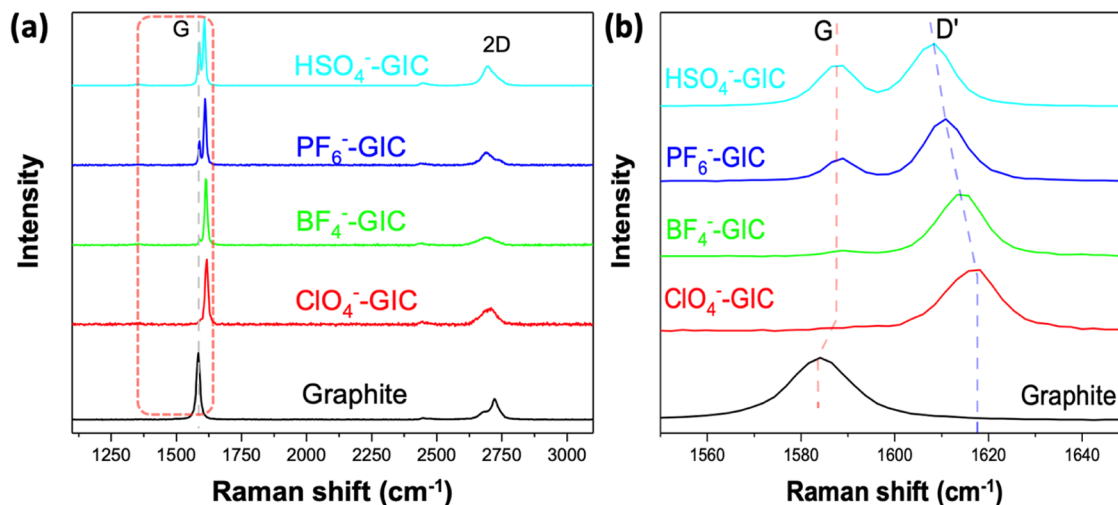 (a)
G
2D
HSO₄⁻-GIC
PF₆⁻-GIC
BF₄⁻-GIC
ClO₄⁻-GIC
Graphite
Intensity
1250 1500 1750 2000 2250 2500 2750 3000
Raman shift (cm⁻¹)
(b)
G
D'
HSO₄⁻-GIC
PF₆⁻-GIC
BF₄⁻-GIC
ClO₄⁻-GIC
Graphite
Intensity
1560 1580 1600 1620 1640
Raman shift (cm⁻¹)